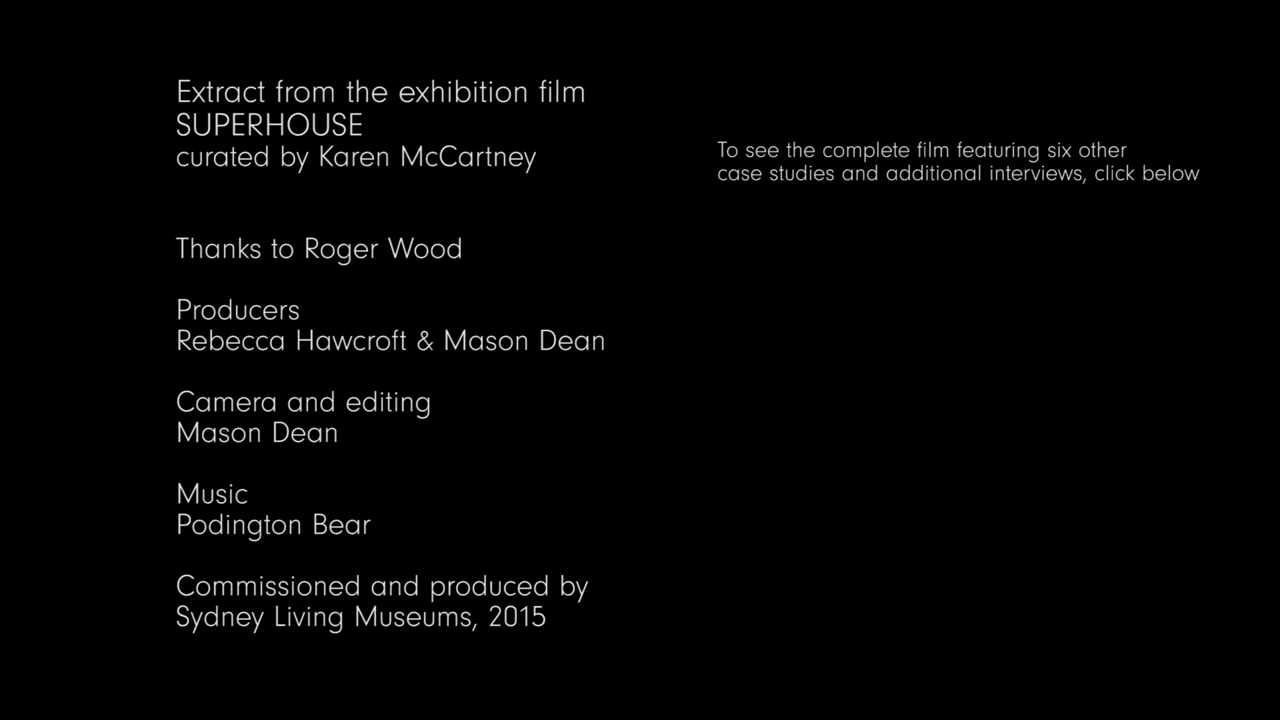 Extract from the exhibition film
SUPERHOUSE
curated by Karen McCartney
Thanks to Roger Wood
Producers
Rebecca Hawcroft & Mason Dean
Camera and editing
Mason Dean
Music
Podington Bear
Commissioned and produced by
Sydney Living Museums, 2015
To see the complete film featuring six other
case studies and additional interviews, click below